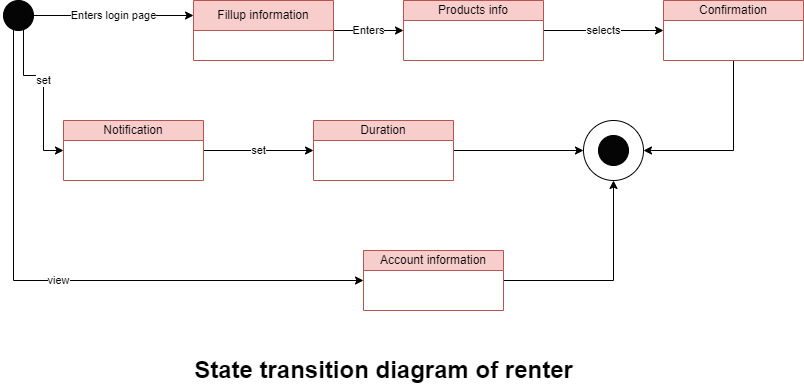 Enters login page
Fillup information
Enters
Products info
selects
Confirmation
set
Notification
set
Duration
view
Account information
State transition diagram of renter